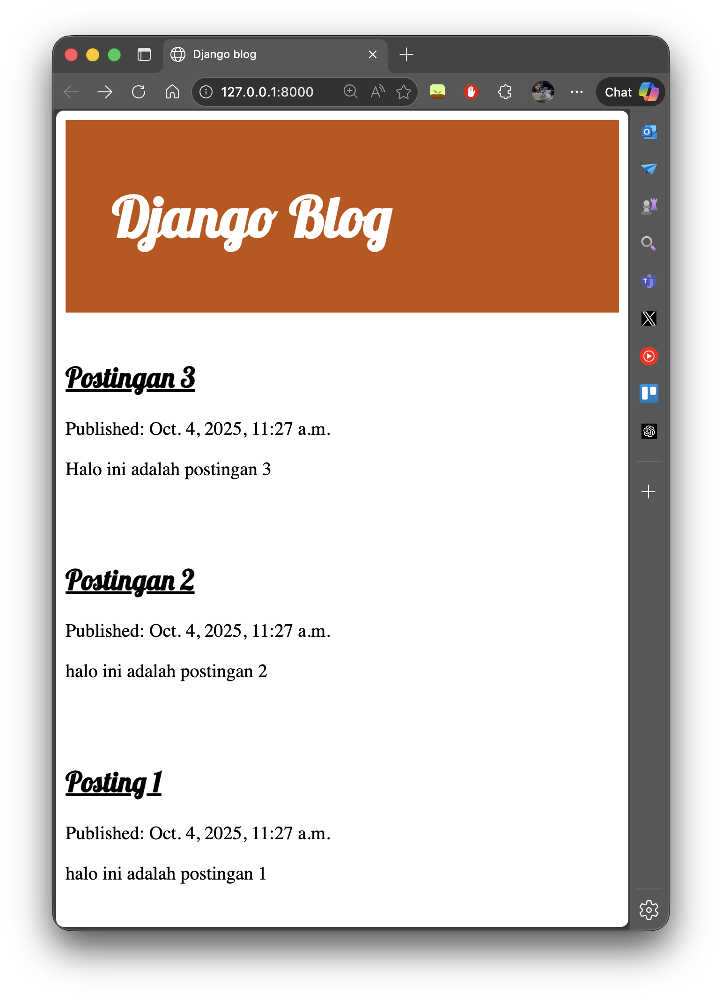 Django blog
127.0.0.1:8000
Chat
Django Blog
Postingan 3
Published: Oct. 4, 2025, 11:27 a.m.
Halo ini adalah postingan 3
Postingan 2
Published: Oct. 4, 2025, 11:27 a.m.
halo ini adalah postingan 2
Posting 1
Published: Oct. 4, 2025, 11:27 a.m.
halo ini adalah postingan 1